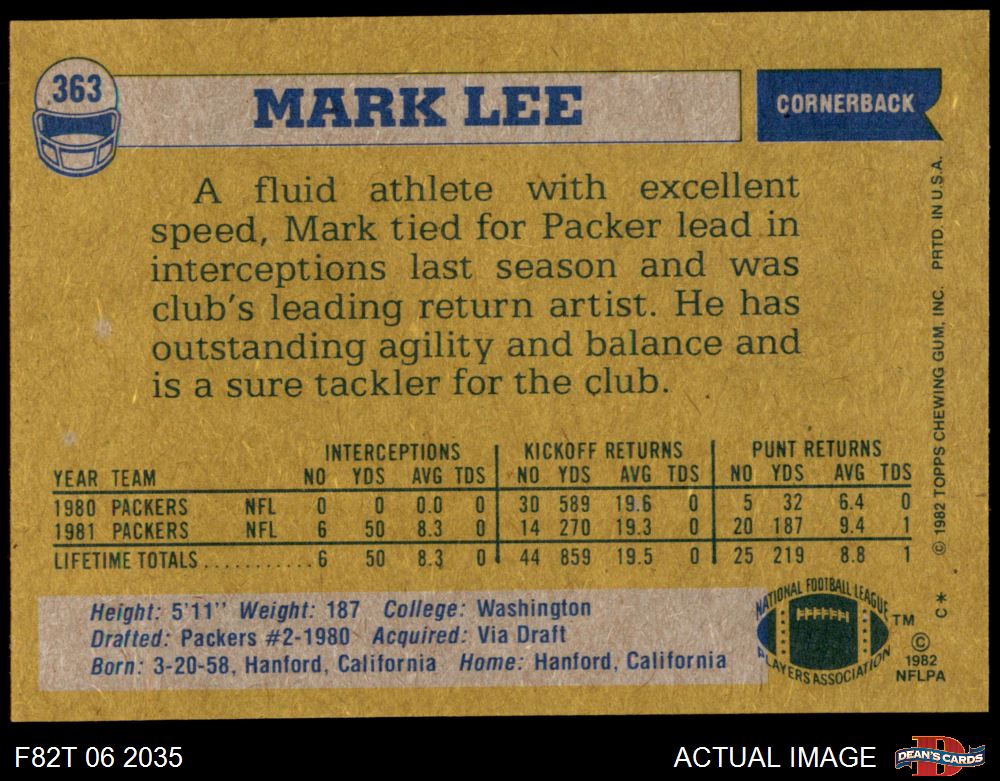 363
MARK LEE
CORNERBACK
A fluid athlete with excellent
speed, Mark tied for Packer lead in
interceptions last season and was
club's leading return artist. He has
outstanding agility and balance and
is a sure tackler for the club.
INTERCEPTIONS KICKOFF RETURNS PUNT RETURNS
YEAR TEAM NO YDS AVG TDS NO YDS AVG TDS NO YDS AVG TDS
1980 PACKERS NFL 0 0 0.0 0 30 589 19.6 0 5 32 6.4 0
1981 PACKERS NFL 6 50 8.3 0 14 270 19.3 0 20 187 9.4 1
LIFETIME TOTALS........... 6 50 8.3 0 44 859 19.5 0 25 219 8.8 1
Height: 5'11" Weight: 187 College: Washington
Drafted: Packers #2-1980 Acquired: Via Draft
Born: 3-20-58, Hanford, California Home: Hanford, California
NATIONAL FOOTBALL LEAGUE
PLAYERS ASSOCIATION
TM
©
1982
NFLPA
© 1982 TOPPS CHEWING GUM, INC. PRTD. IN U.S.A.
C*
F82T 06 2035
ACTUAL IMAGE
D
DEAN'S CARDS